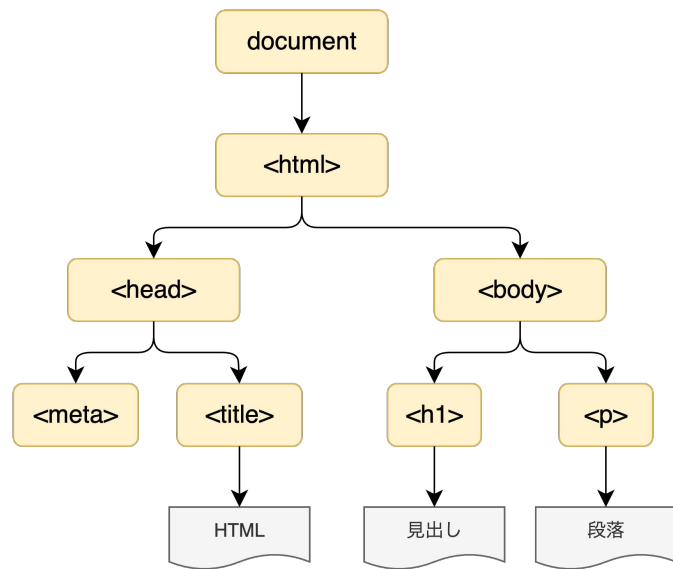 document
<html>
<head>
<body>
<meta>
<title>
<h1>
<p>
HTML
見出し
段落